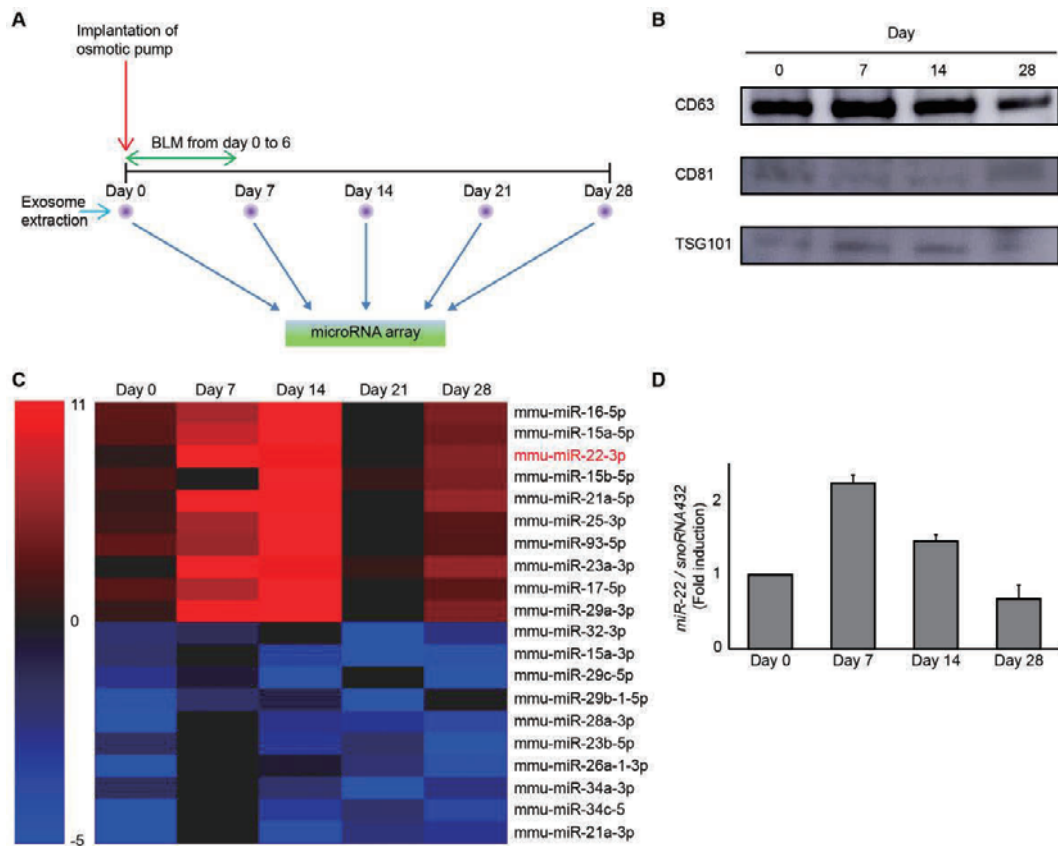 A
Implantation of
osmotic pump
BLM from day 0 to 6
Day 0 Day 7 Day 14 Day 21 Day 28
Exosome
extraction
microRNA array
B
Day
0 7 14 28
CD63
CD81
TSG101
C
Day 0 Day 7 Day 14 Day 21 Day 28
11
0
-5
mmu-miR-16-5p
mmu-miR-15a-5p
mmu-miR-22-3p
mmu-miR-15b-5p
mmu-miR-21a-5p
mmu-miR-25-3p
mmu-miR-93-5p
mmu-miR-23a-3p
mmu-miR-17-5p
mmu-miR-29a-3p
mmu-miR-32-3p
mmu-miR-15a-3p
mmu-miR-29c-5p
mmu-miR-29b-1-5p
mmu-miR-28a-3p
mmu-miR-23b-5p
mmu-miR-26a-1-3p
mmu-miR-34a-3p
mmu-miR-34c-5
mmu-miR-21a-3p
D
miR-22 / snoRNA432
(Fold induction)
2
1
0
Day 0 Day 7 Day 14 Day 28